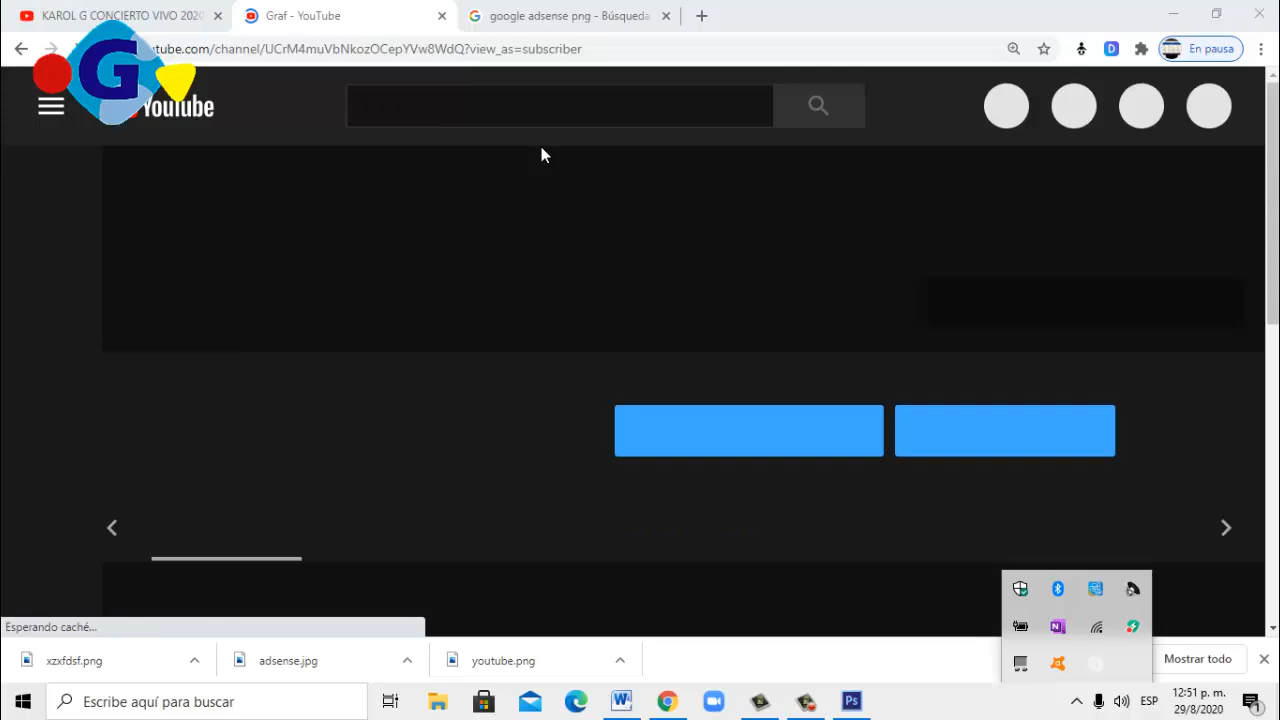 KAROL G CONCIERTO VIVO 2020
Graf - YouTube
google adsense png - Búsqueda
tube.com/channel/UCrM4muVbNkozOCepYVw8WdQ?view_as=subscriber
D
En pausa
G
YouTube
Esperando caché...
xzxfdsf.png
adsense.jpg
youtube.png
Mostrar todo
Escribe aquí para buscar
ESP
12:51 p. m.
29/8/2020